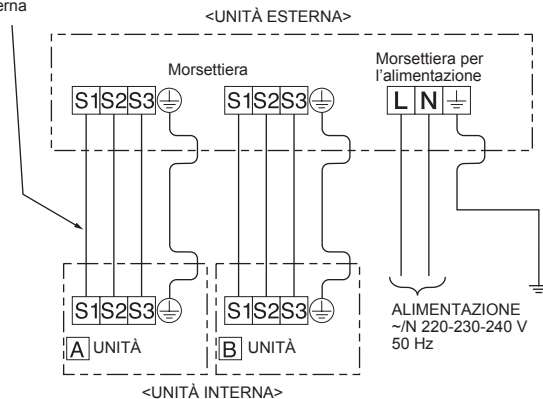 erna
<UNITÀ ESTERNA>
Morsettiera
Morsettiera per
l'alimentazione
S1 S2 S3
S1 S2 S3
L N
S1 S2 S3
S1 S2 S3
A UNITÀ
B UNITÀ
ALIMENTAZIONE
~/N 220-230-240 V
50 Hz
<UNITÀ INTERNA>